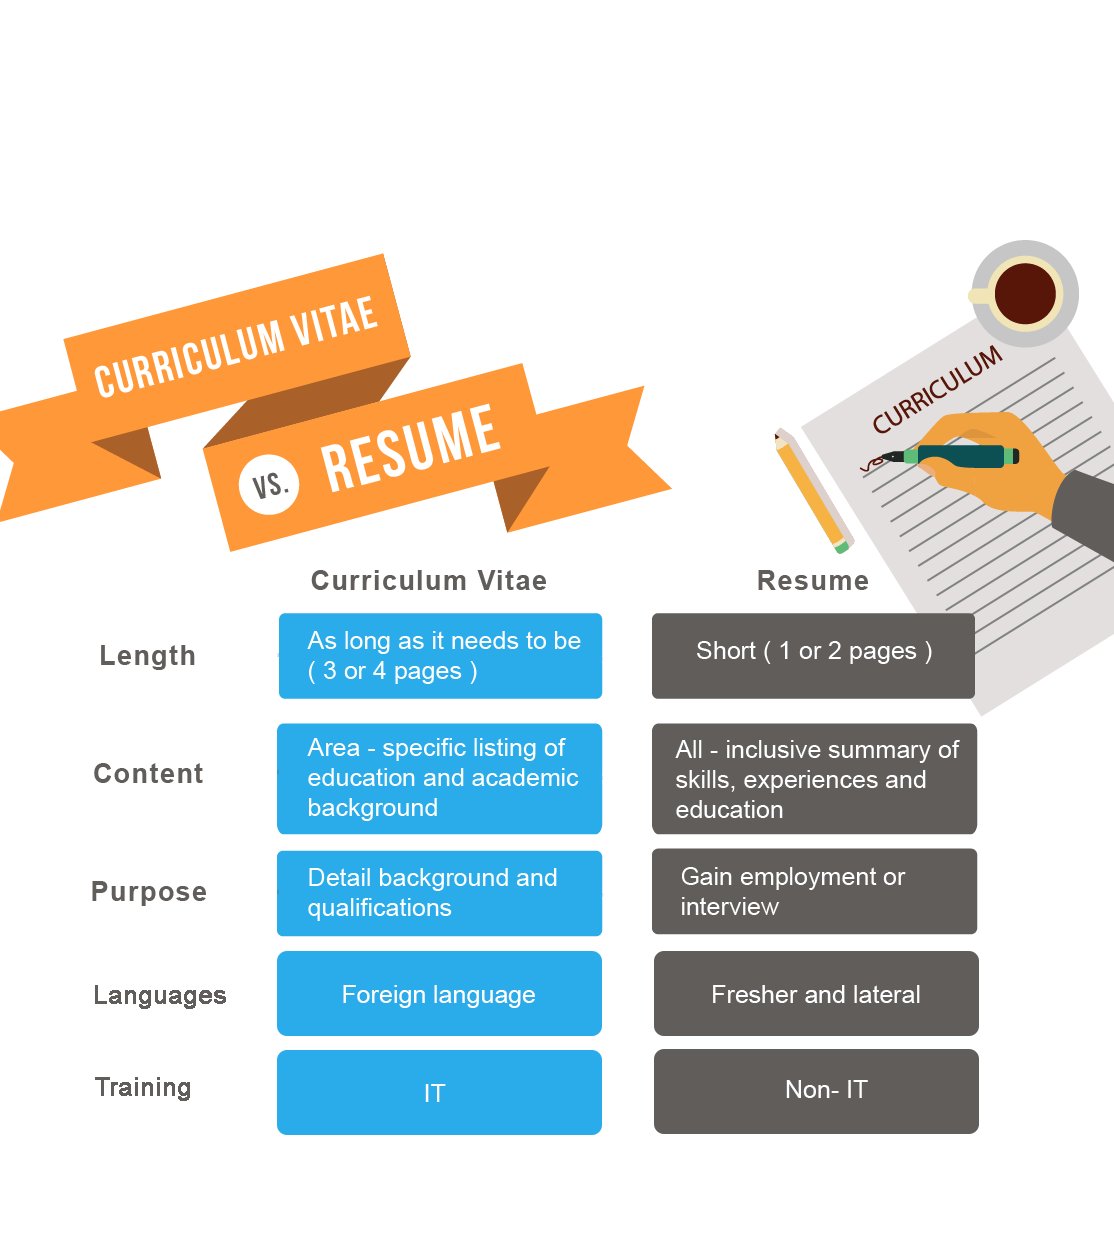 CURRICULUM VITAE
VS. RESUME
CURRICULUM
Curriculum Vitae
Resume
Length
As long as it needs to be
( 3 or 4 pages )
Short ( 1 or 2 pages )
Content
Area - specific listing of
education and academic
background
All - inclusive summary of
skills, experiences and
education
Purpose
Detail background and
qualifications
Gain employment or
interview
Languages
Foreign language
Fresher and lateral
Training
IT
Non- IT